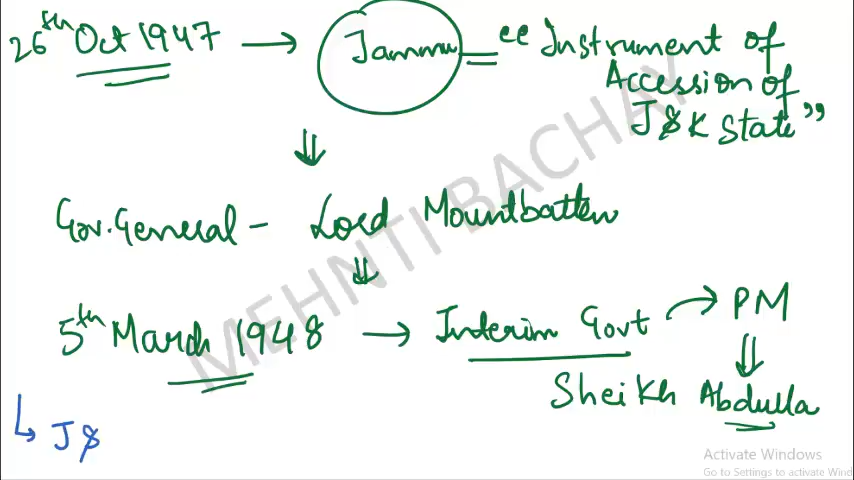 26th Oct 1947 → Jammu = "Instrument of
Accession of
J&K State"
⇓
Gov. General - Lord Mountbatten
⇓
5th March 1948 → Interim Govt → PM
⇓
Sheikh Abdulla
↳ J&
MEHNTI BACHAY
Activate Windows
Go to Settings to activate Wind